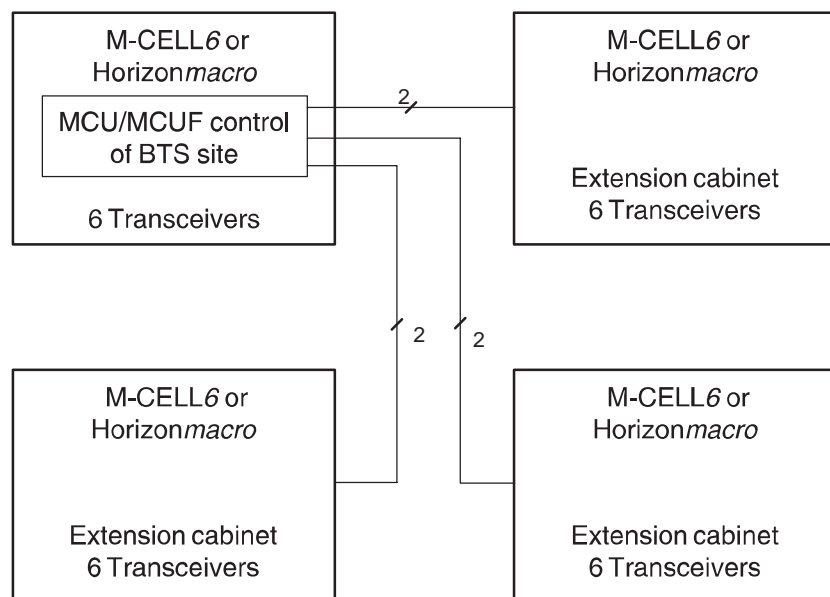 M-CELL6 or
Horizonmacro
MCU/MCUF control
of BTS site
6 Transceivers
2
M-CELL6 or
Horizonmacro
Extension cabinet
6 Transceivers
2
2
M-CELL6 or
Horizonmacro
Extension cabinet
6 Transceivers
M-CELL6 or
Horizonmacro
Extension cabinet
6 Transceivers